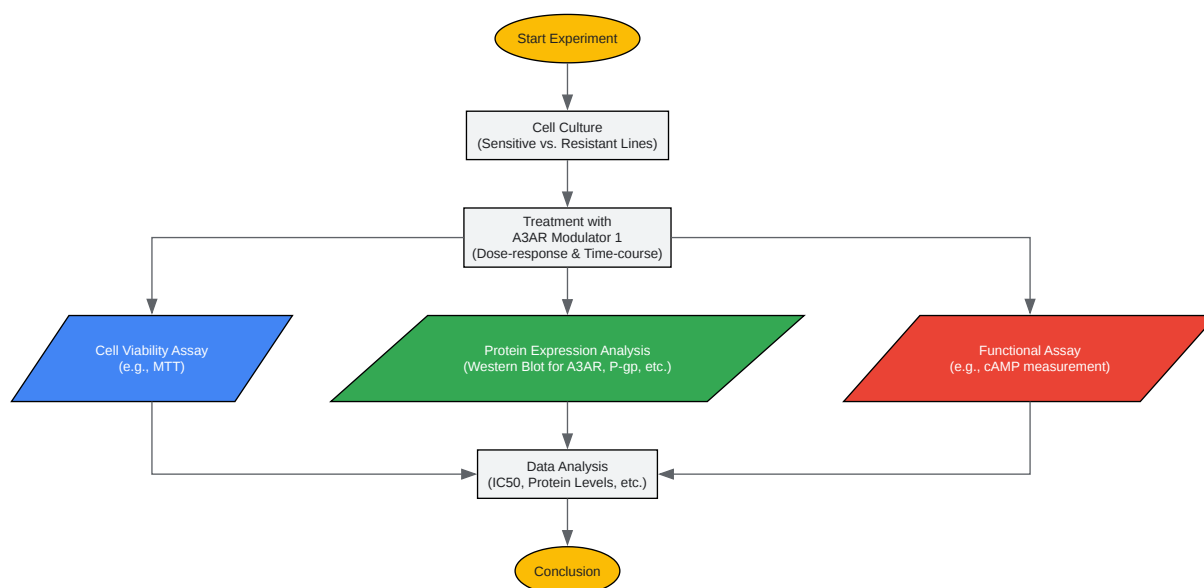 Start Experiment
Cell Culture
(Sensitive vs. Resistant Lines)
Treatment with
A3AR Modulator 1
(Dose-response & Time-course)
Cell Viability Assay
(e.g., MTT)
Protein Expression Analysis
(Western Blot for A3AR, P-gp, etc.)
Functional Assay
(e.g., cAMP measurement)
Data Analysis
(IC50, Protein Levels, etc.)
Conclusion